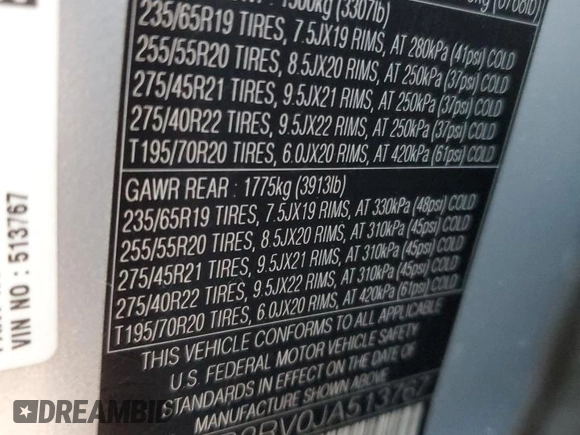 1500kg (3307lb)
235/65R19 TIRES, 7.5JX19 RIMS, AT 280kPa (41psi) COLD
255/55R20 TIRES, 8.5JX20 RIMS, AT 250kPa (37psi) COLD
275/45R21 TIRES, 9.5JX21 RIMS, AT 250kPa (37psi) COLD
275/40R22 TIRES, 9.5JX22 RIMS, AT 250kPa (37psi) COLD
T195/70R20 TIRES, 6.0JX20 RIMS, AT 420kPa (61psi) COLD
GAWR REAR : 1775kg (3913lb)
235/65R19 TIRES, 7.5JX19 RIMS, AT 330kPa (48psi) COLD
255/55R20 TIRES, 8.5JX20 RIMS, AT 310kPa (45psi) COLD
275/45R21 TIRES, 9.5JX21 RIMS, AT 310kPa (45psi) COLD
275/40R22 TIRES, 9.5JX22 RIMS, AT 310kPa (45psi) COLD
T195/70R20 TIRES, 6.0JX20 RIMS, AT 420kPa (61psi) COLD
THIS VEHICLE CONFORMS TO ALL APPLICABLE
U.S. FEDERAL MOTOR VEHICLE SAFETY
STANDARDS IN EFFECT ON THE DATE OF
MANUFACTURE SHOWN ABOVE
RV0JA513767
VIN NO : 513767
DREAMBID